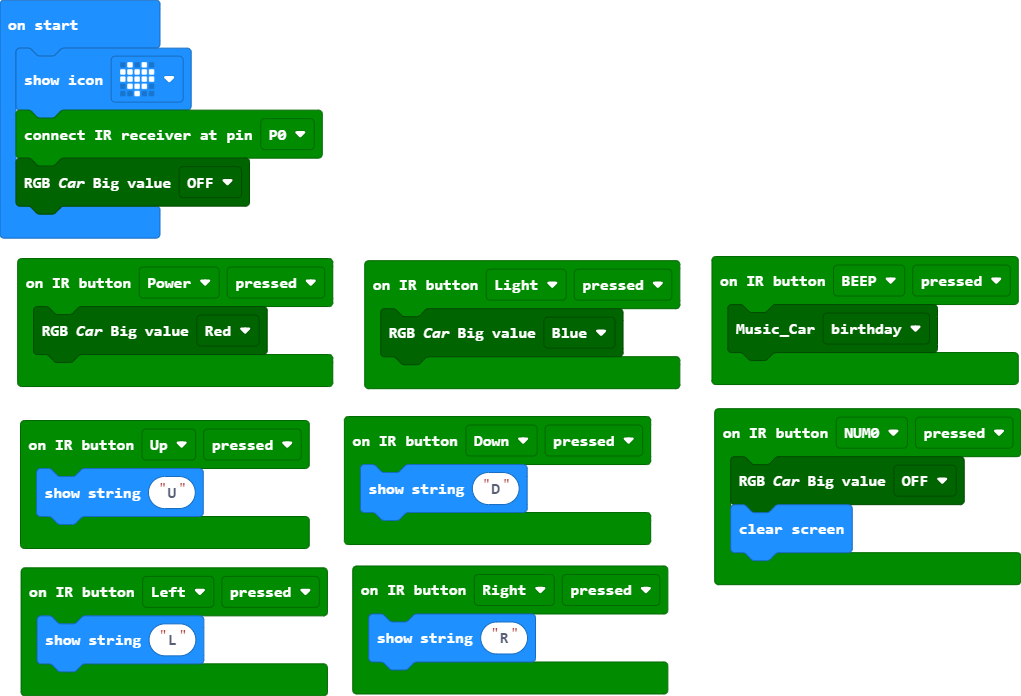 on start
show icon
connect IR receiver at pin P0
RGB Car Big value OFF
on IR button Power pressed
RGB Car Big value Red
on IR button Light pressed
RGB Car Big value Blue
on IR button BEEP pressed
Music_Car birthday
on IR button Up pressed
show string "U"
on IR button Down pressed
show string "D"
on IR button NUM0 pressed
RGB Car Big value OFF
clear screen
on IR button Left pressed
show string "L"
on IR button Right pressed
show string "R"